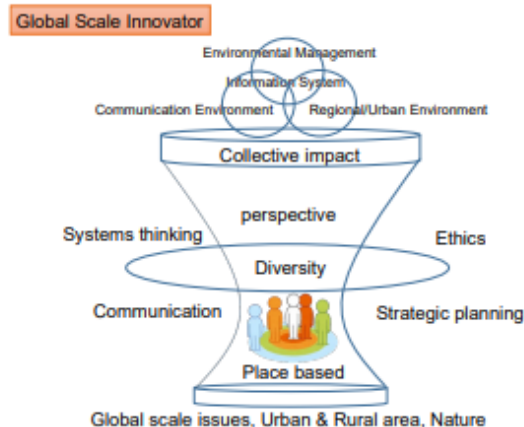 Global Scale Innovator
Environmental Management
Information System
Communication Environment
Regional/Urban Environment
Collective impact
perspective
Systems thinking
Ethics
Diversity
Communication
Strategic planning
Place based
Global scale issues, Urban & Rural area, Nature